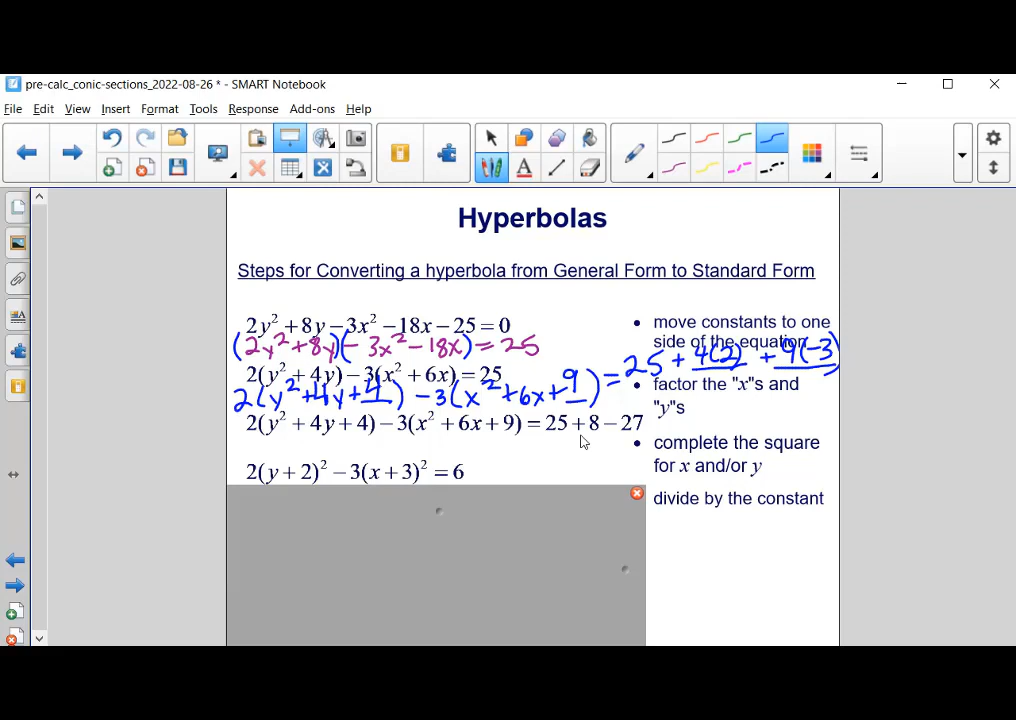 pre-calc_conic-sections_2022-08-26 * - SMART Notebook
File Edit View Insert Format Tools Response Add-ons Help
Hyperbolas
Steps for Converting a hyperbola from General Form to Standard Form
2y² + 8y − 3x² − 18x − 25 = 0
(2y² + 8y)(− 3x² − 18x) = 25
2(y² + 4y) − 3(x² + 6x) = 25
2(y² + 4y + 4) − 3(x² + 6x + 9) = 25 + 4(2) + 9(−3)
2(y² + 4y + 4) − 3(x² + 6x + 9) = 25 + 8 − 27
2(y + 2)² − 3(x + 3)² = 6
• move constants to one
side of the equation
• factor the "x"s and
"y"s
• complete the square
for x and/or y
divide by the constant